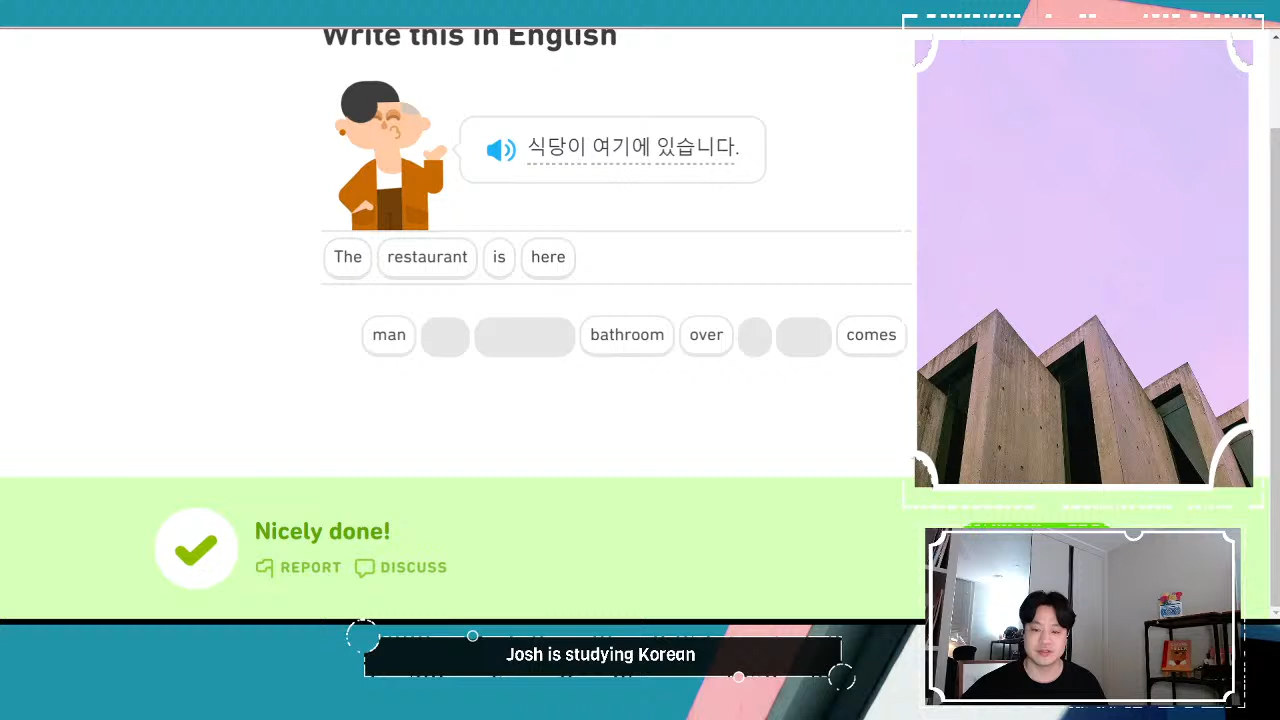 Write this in English
식당이 여기에 있습니다.
The restaurant is here
man bathroom over comes
Nicely done!
REPORT DISCUSS
Josh is studying Korean